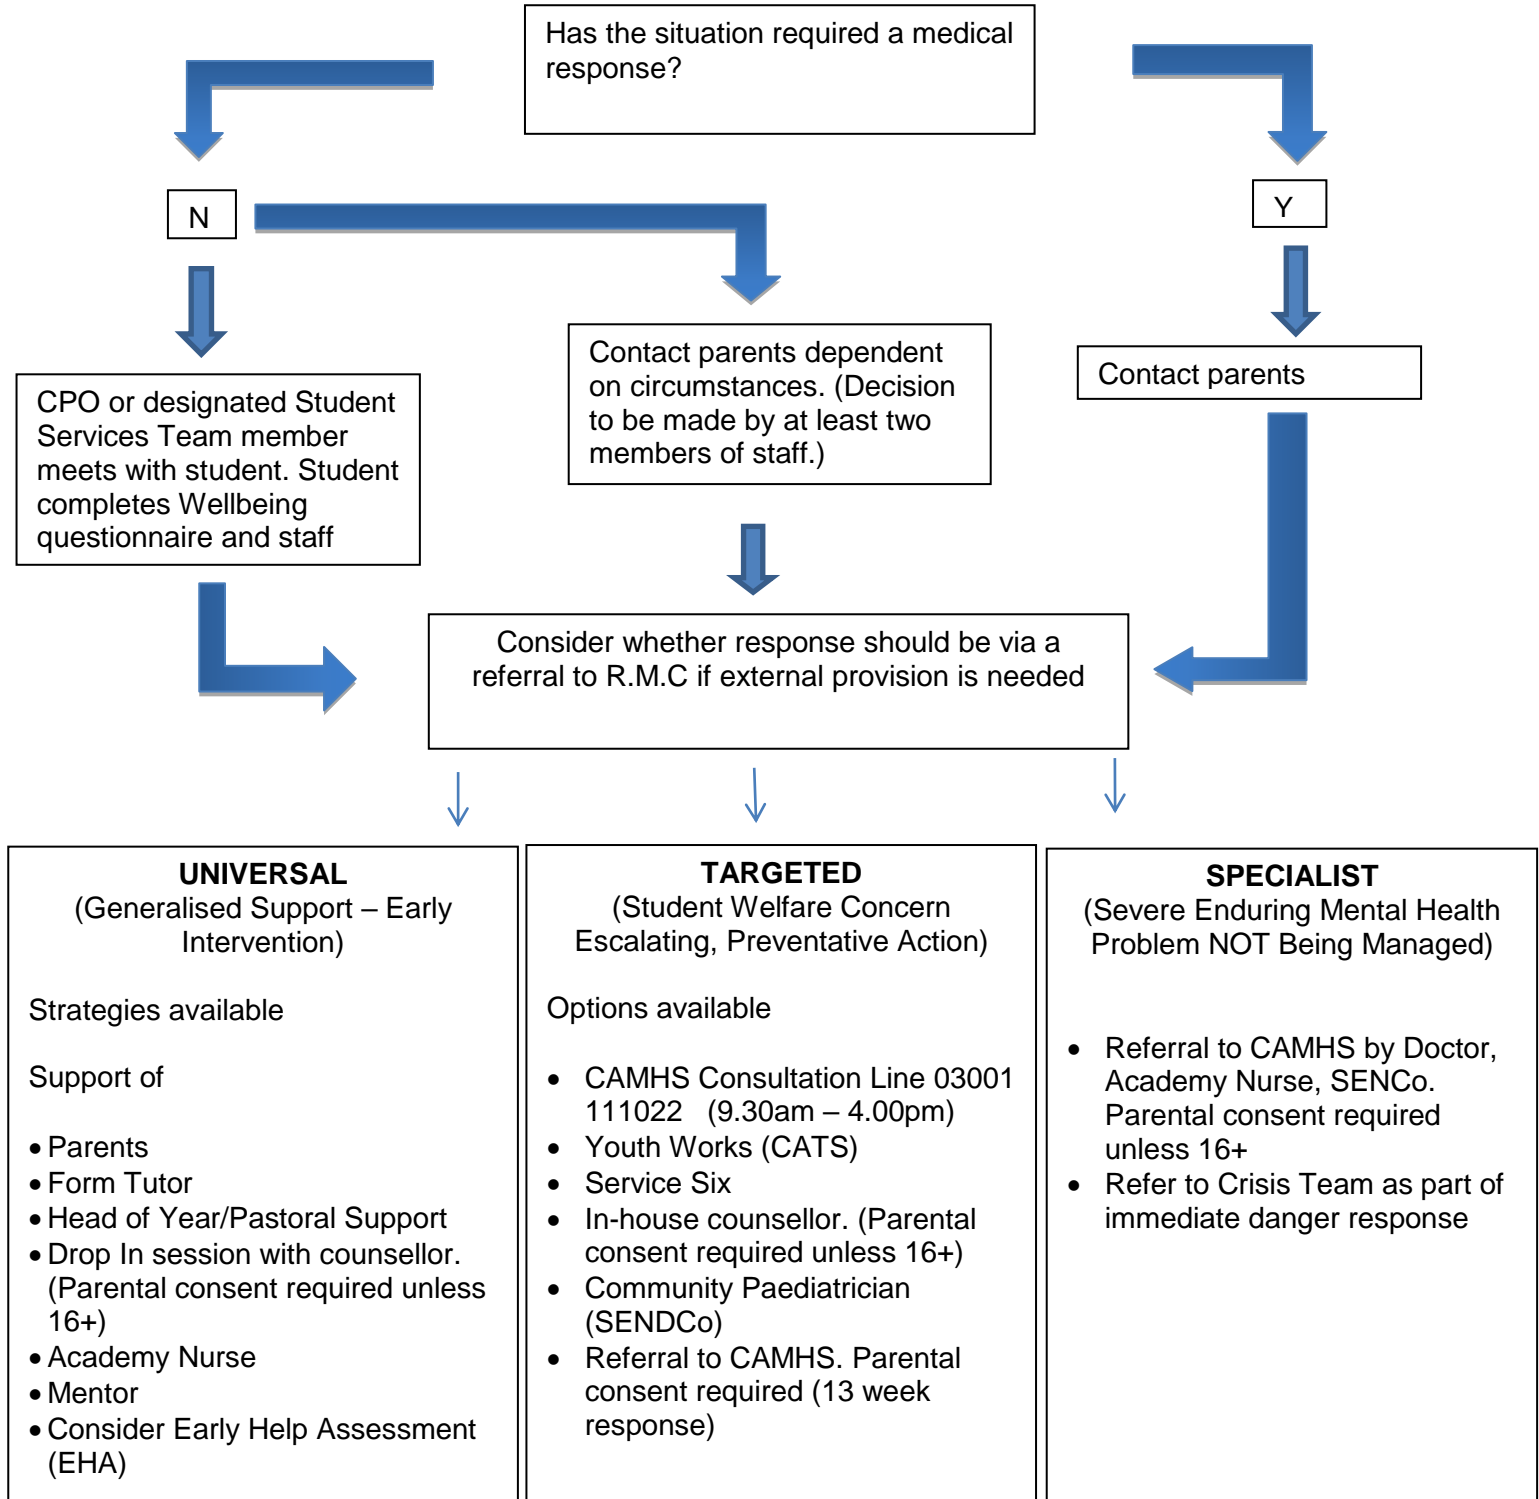 Has the situation required a medical
response?
N
Y
CPO or designated Student
Services Team member
meets with student. Student
completes Wellbeing
questionnaire and staff
Contact parents dependent
on circumstances. (Decision
to be made by at least two
members of staff.)
Contact parents
Consider whether response should be via a
referral to R.M.C if external provision is needed
UNIVERSAL
(Generalised Support – Early
Intervention)
Strategies available
Support of
• Parents
• Form Tutor
• Head of Year/Pastoral Support
• Drop In session with counsellor.
(Parental consent required unless
16+)
• Academy Nurse
• Mentor
• Consider Early Help Assessment
(EHA)
TARGETED
(Student Welfare Concern
Escalating, Preventative Action)
Options available
• CAMHS Consultation Line 03001
111022 (9.30am – 4.00pm)
• Youth Works (CATS)
• Service Six
• In-house counsellor. (Parental
consent required unless 16+)
• Community Paediatrician
(SENDCo)
• Referral to CAMHS. Parental
consent required (13 week
response)
SPECIALIST
(Severe Enduring Mental Health
Problem NOT Being Managed)
• Referral to CAMHS by Doctor,
Academy Nurse, SENCo.
Parental consent required
unless 16+
• Refer to Crisis Team as part of
immediate danger response